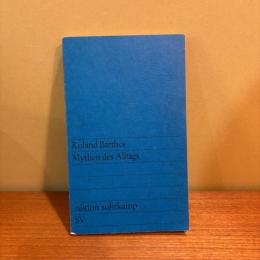 Roland Barthes
Mythen des Alltags
edition suhrkamp
SV